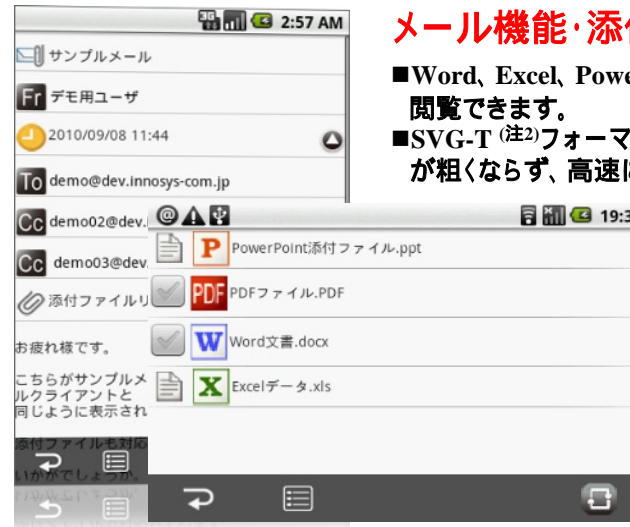 3G 2:57 AM
サンプルメール
Fr デモ用ユーザ
2010/09/08 11:44
To demo@dev.innosys-com.jp
Cc demo02@dev.
Cc demo03@dev.
添付ファイルリ
お疲れ様です。
こちらがサンプルメ
ルクライアントと
同じように表示され
添付ファイルも対応
いかがでしょうか。
メール機能・添
■Word、Excel、Powe
閲覧できます。
■SVG-T (注2)フォーマ
が粗くならず、高速に
19:3
P PowerPoint添付ファイル.ppt
PDF PDFファイル.PDF
W Word文書.docx
X Excelデータ.xls